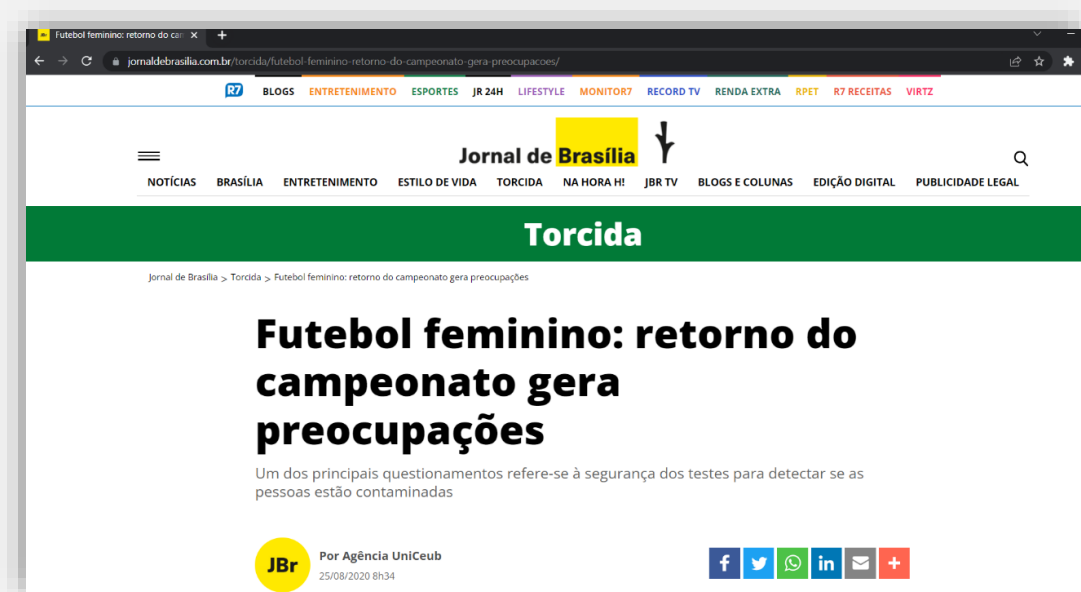 Futebol feminino: retorno do can
jornaldebrasilia.com.br/torcida/futebol-feminino-retorno-do-campeonato-gera-preocupacoes/
R7 BLOGS ENTRETENIMENTO ESPORTES JR 24H LIFESTYLE MONITOR7 RECORD TV RENDA EXTRA RPET R7 RECEITAS VIRTZ
Jornal de Brasília
NOTÍCIAS BRASÍLIA ENTRETENIMENTO ESTILO DE VIDA TORCIDA NA HORA H! JBR TV BLOGS E COLUNAS EDIÇÃO DIGITAL PUBLICIDADE LEGAL
Torcida
Jornal de Brasília > Torcida > Futebol feminino: retorno do campeonato gera preocupações
Futebol feminino: retorno do
campeonato gera
preocupações
Um dos principais questionamentos refere-se à segurança dos testes para detectar se as
pessoas estão contaminadas
JBr
Por Agência UniCeub
25/08/2020 8h34